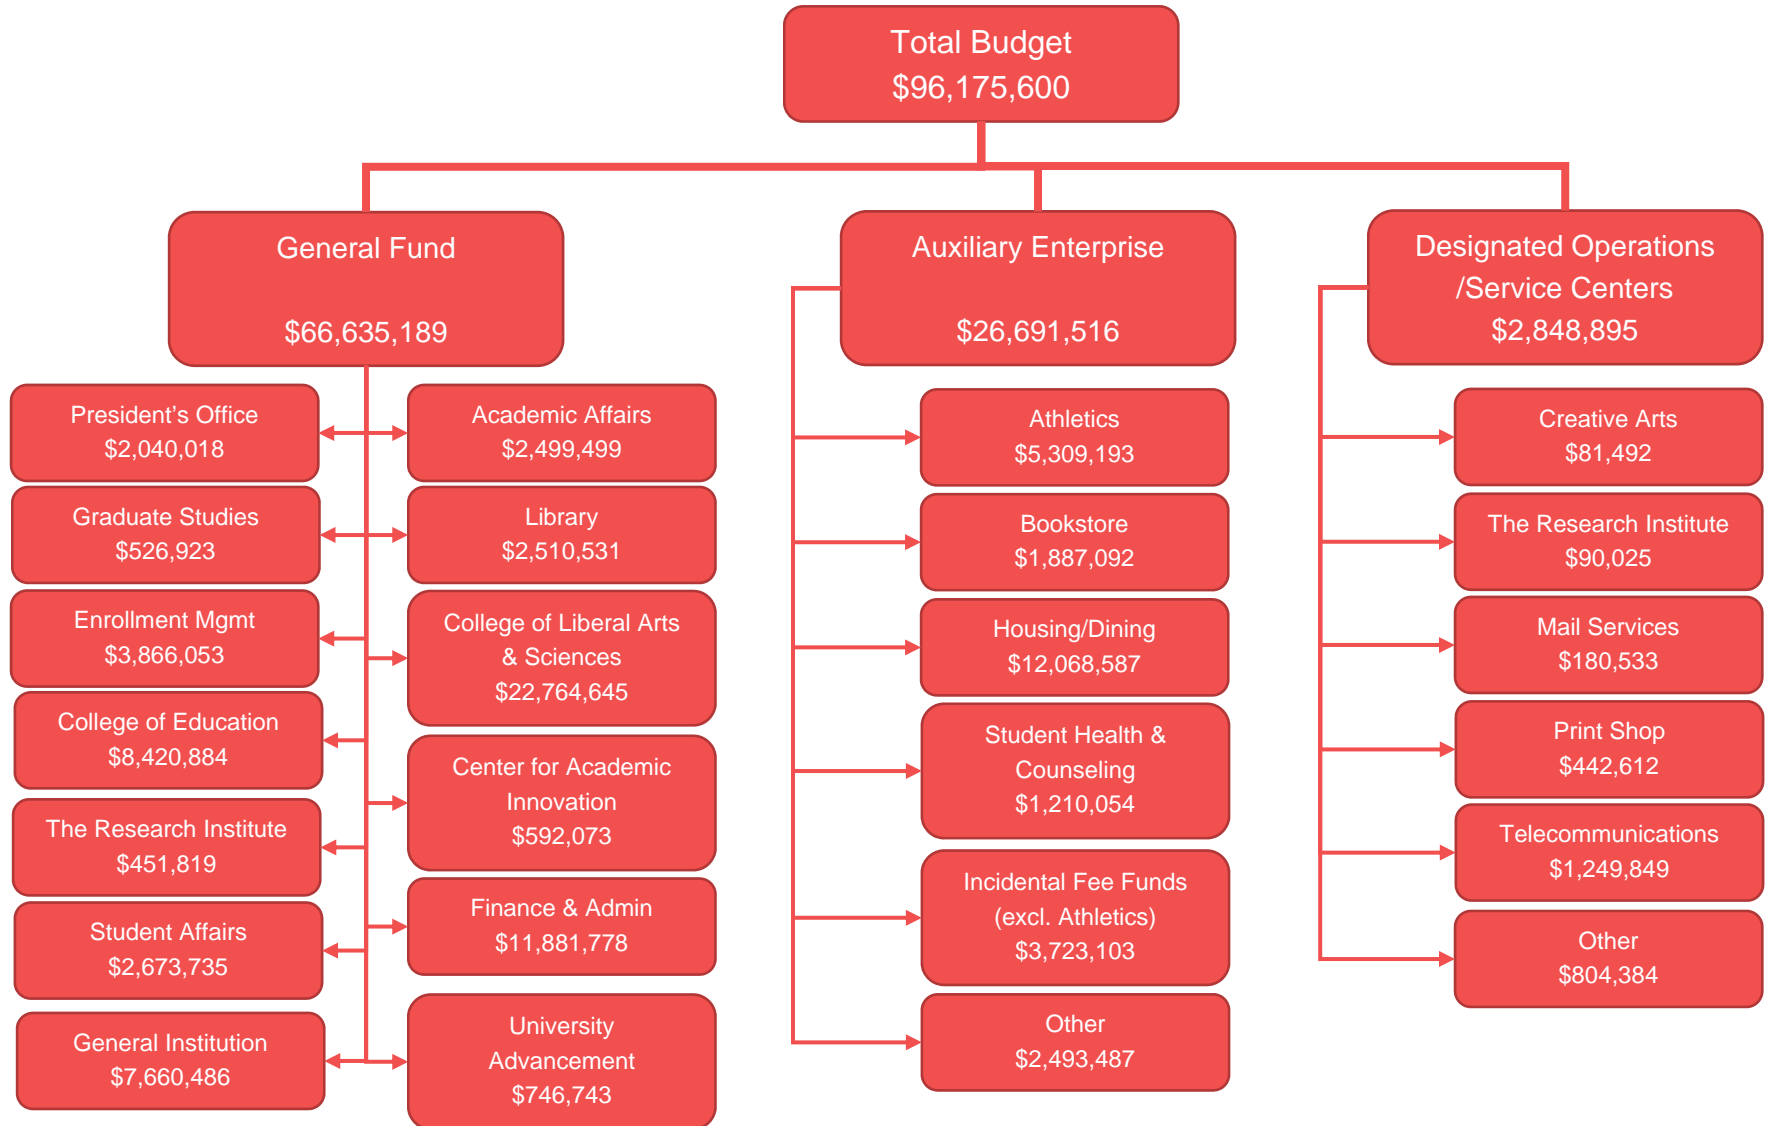 Total Budget
$96,175,600
General Fund
$66,635,189
Auxiliary Enterprise
$26,691,516
Designated Operations
/Service Centers
$2,848,895
President’s Office
$2,040,018
Graduate Studies
$526,923
Enrollment Mgmt
$3,866,053
College of Education
$8,420,884
The Research Institute
$451,819
Student Affairs
$2,673,735
General Institution
$7,660,486
Academic Affairs
$2,499,499
Library
$2,510,531
College of Liberal Arts
& Sciences
$22,764,645
Center for Academic
Innovation
$592,073
Finance & Admin
$11,881,778
University
Advancement
$746,743
Athletics
$5,309,193
Bookstore
$1,887,092
Housing/Dining
$12,068,587
Student Health &
Counseling
$1,210,054
Incidental Fee Funds
(excl. Athletics)
$3,723,103
Other
$2,493,487
Creative Arts
$81,492
The Research Institute
$90,025
Mail Services
$180,533
Print Shop
$442,612
Telecommunications
$1,249,849
Other
$804,384